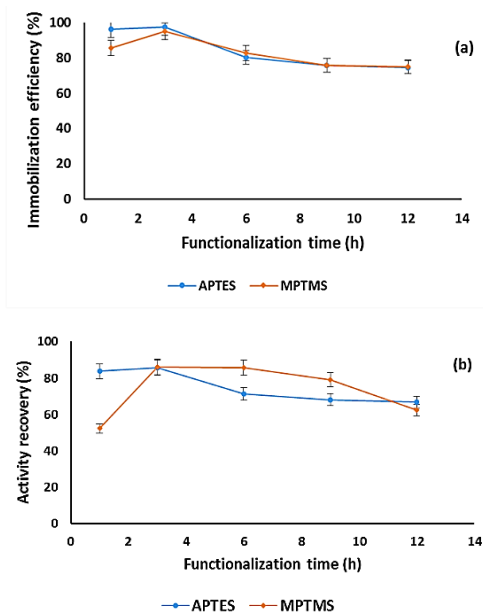 Immobilization efficiency (%)
100
80
60
40
20
0
(a)
0 2 4 6 8 10 12 14
Functionalization time (h)
APTES MPTMS
Activity recovery (%)
100
80
60
40
20
0
(b)
0 2 4 6 8 10 12 14
Functionalization time (h)
APTES MPTMS